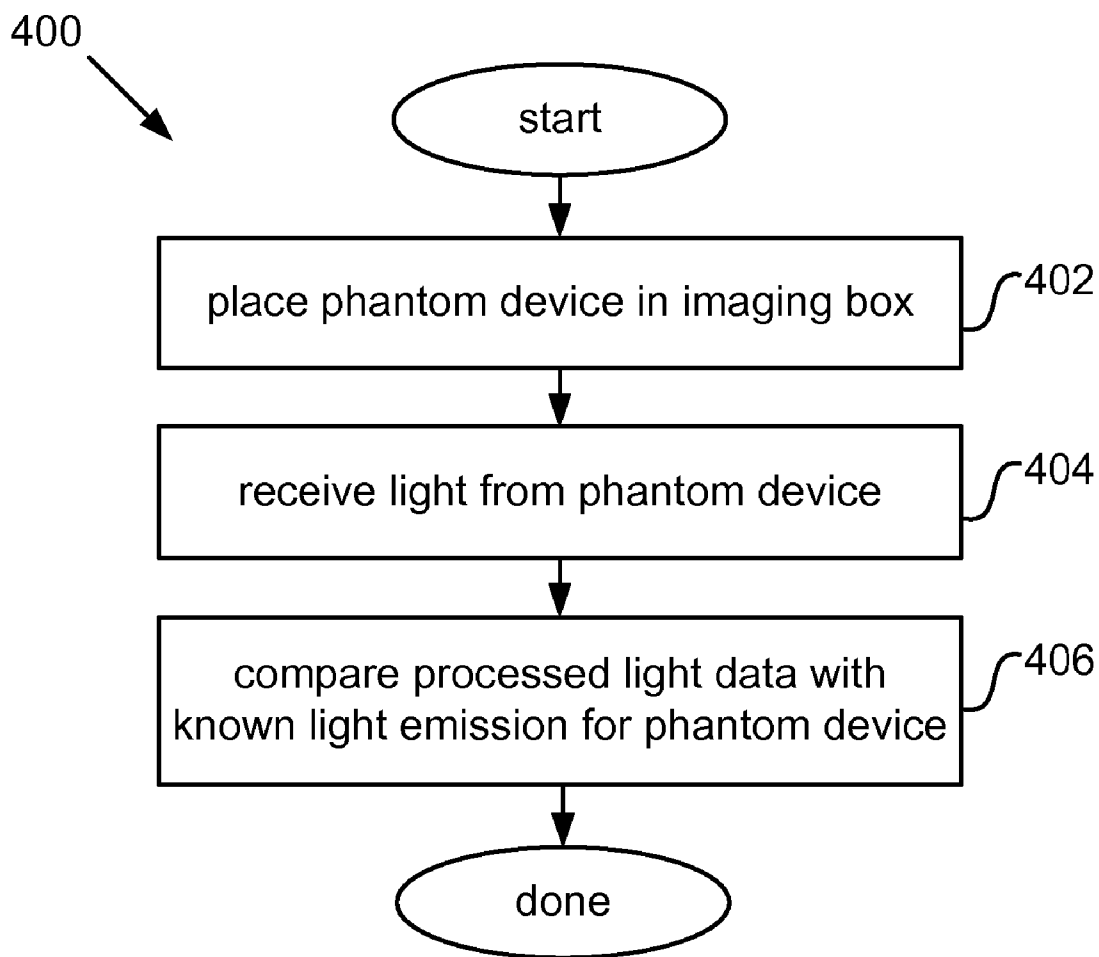 400
start
place phantom device in imaging box
402
receive light from phantom device
404
compare processed light data with
known light emission for phantom device
406
done